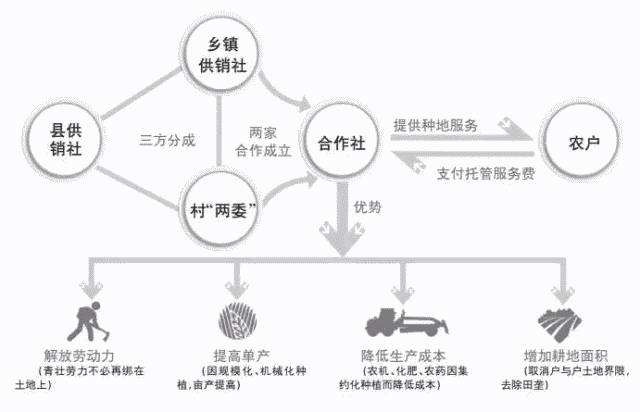 乡镇
供销社
县供
销社
三方分成
两家
合作成立
合作社
提供种地服务
农户
支付托管服务费
村“两委”
优势
解放劳动力
(青壮劳力不必再绑在
土地上)
提高单产
(因规模化、机械化种
植,亩产提高)
降低生产成本
(农机、化肥、农药因集
约化种植而降低成本)
增加耕地面积
(取消户与户土地界限,
去除田垄)